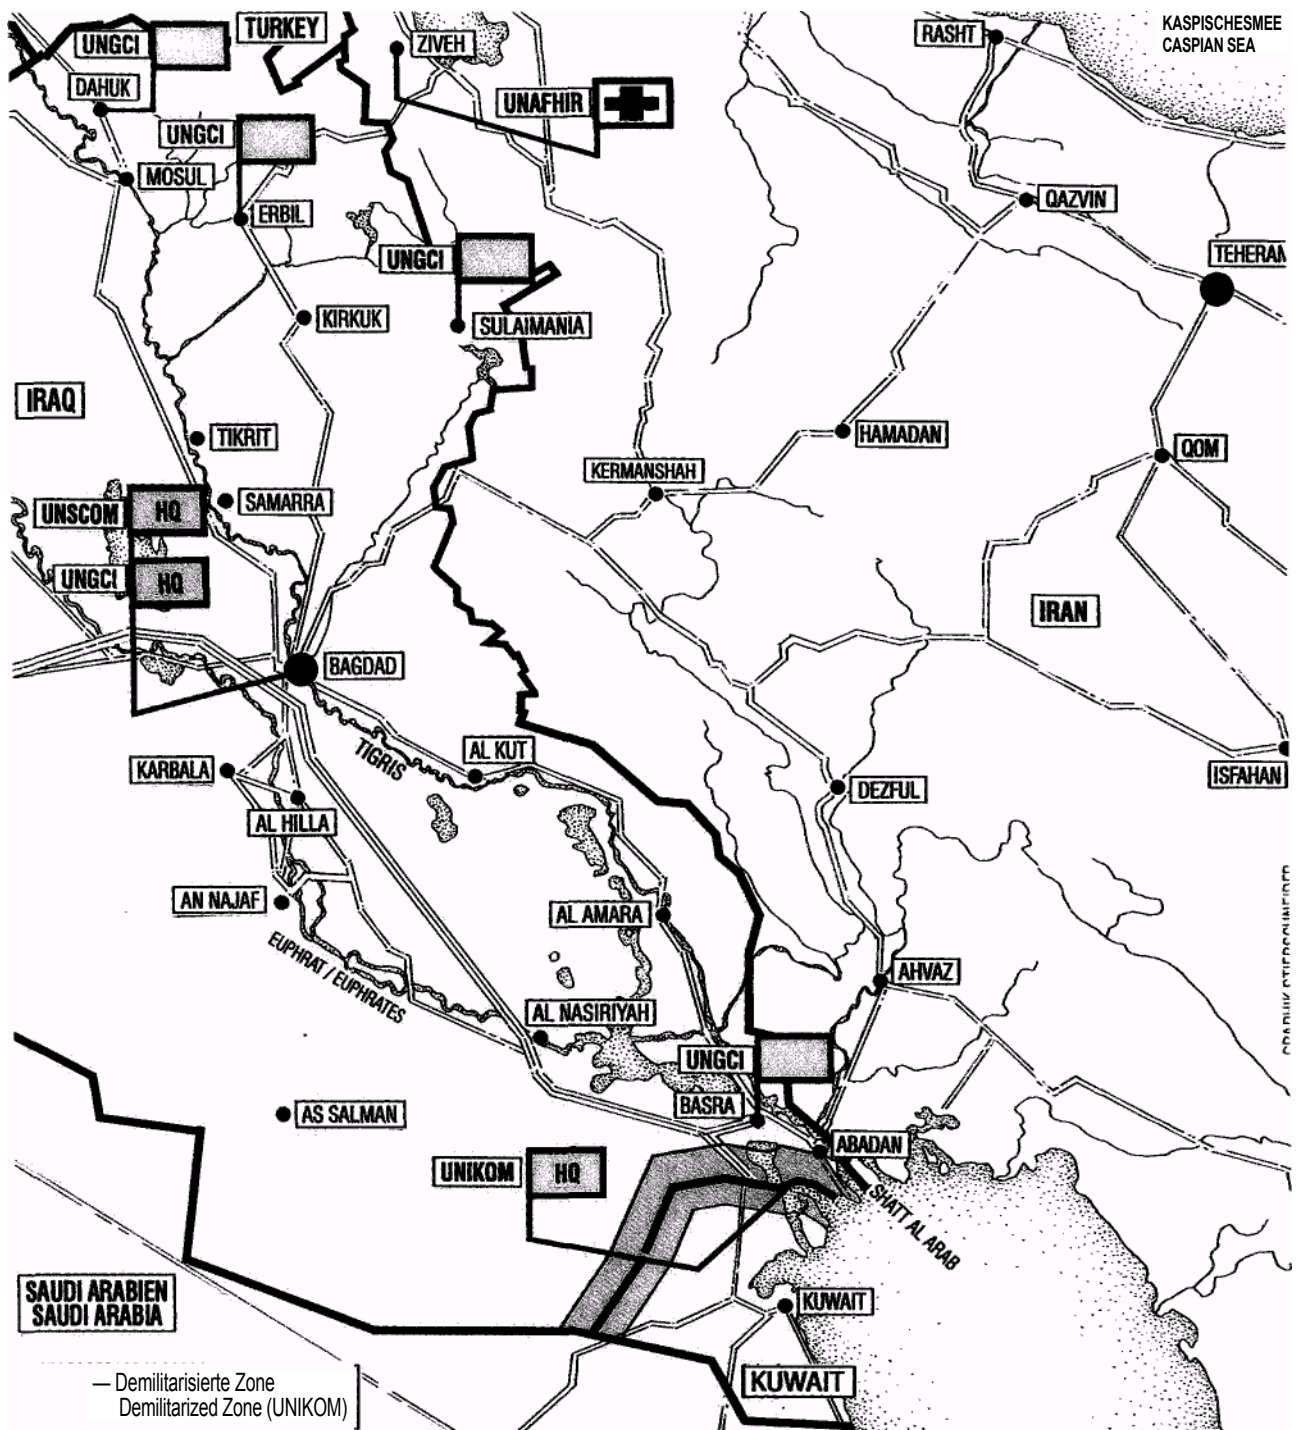 TURKEY
UNGCI
ZIVEH
RASHT
KASPISCHESMEE
CASPIAN SEA
DAHUK
UNAFHIR
UNGCI
MOSUL
ERBIL
QAZVIN
UNGCI
TEHERAN
KIRKUK
SULAIMANIA
IRAQ
TIKRIT
HAMADAN
QOM
KERMANSHAH
UNSCOM
HQ
SAMARRA
UNGCI
HQ
IRAN
BAGDAD
TIGRIS
AL KUT
KARBALA
DEZFUL
ISFAHAN
AL HILLA
AN NAJAF
AL AMARA
EUPHRAT / EUPHRATES
AHVAZ
AL NASIRIYAH
UNGCI
BASRA
AS SALMAN
ABADAN
UNIKOM
HQ
SHATT AL ARAB
SAUDI ARABIEN
SAUDI ARABIA
KUWAIT
KUWAIT
— Demilitarisierte Zone
Demilitarized Zone (UNIKOM)